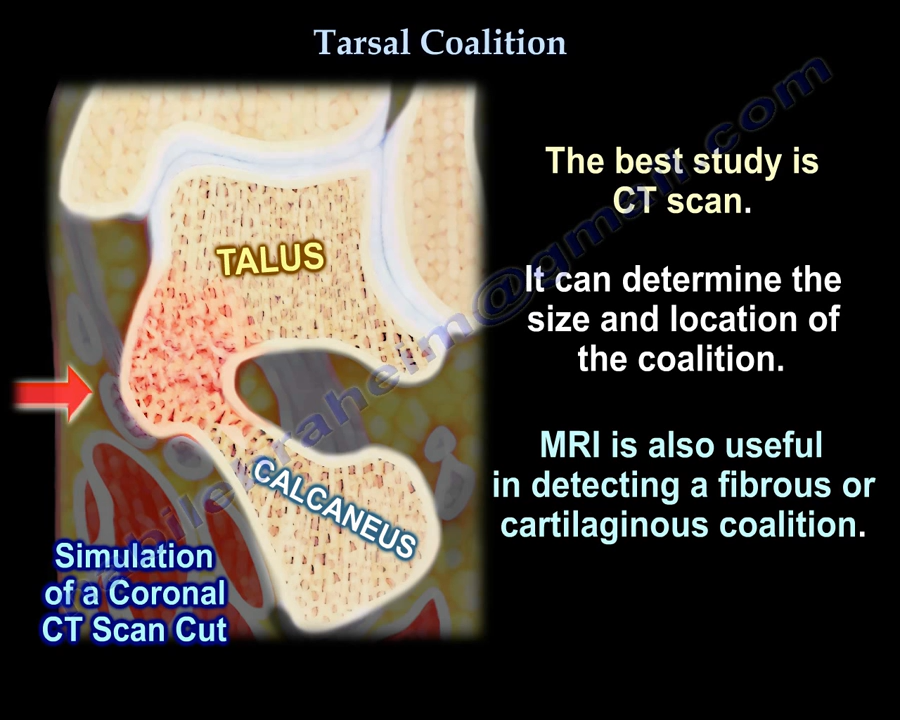 Tarsal Coalition
TALUS
CALCANEUS
Simulation
of a Coronal
CT Scan Cut
The best study is
CT scan.
It can determine the
size and location of
the coalition.
MRI is also useful
in detecting a fibrous or
cartilaginous coalition.